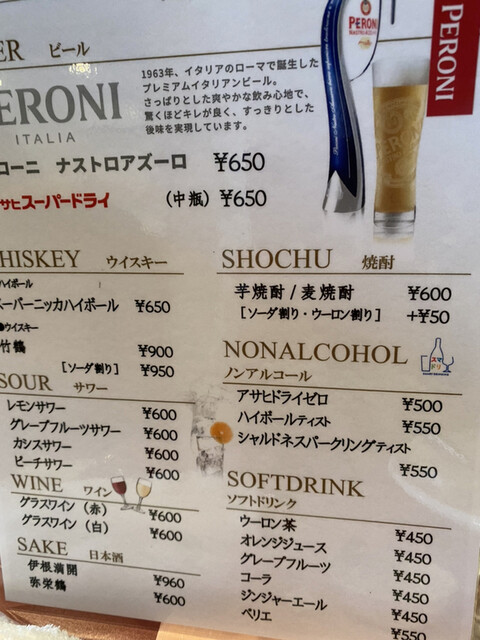 PERONI
NASTRO AZZURRO
PERONI
ER ビール
ERONI
ITALIA
1963年、イタリアのローマで誕生した
プレミアムイタリアンビール。
さっぱりとした爽やかな飲み心地で、
驚くほどキレが良く、すっきりとした
後味を実現しています。
ローニ ナストロアズーロ ¥650
サヒスーパードライ (中瓶) ¥650
HISKEY ウイスキー
ハイボール
スーパーニッカハイボール ¥650
●ウイスキー
竹鶴 ¥900
[ソーダ割り] ¥950
SOUR サワー
レモンサワー ¥600
グレープフルーツサワー ¥600
カシスサワー ¥600
ピーチサワー ¥600
WINE ワイン
グラスワイン (赤) ¥600
グラスワイン (白) ¥600
SAKE 日本酒
伊根満開 ¥960
弥栄鶴 ¥600
SHOCHU 焼酎
芋焼酎 / 麦焼酎 ¥600
[ソーダ割り・ウーロン割り] +¥50
NONALCOHOL
スマドリ
ノンアルコール
アサヒドライゼロ ¥500
ハイボールテイスト ¥550
シャルドネスパークリングテイスト
¥550
SOFTDRINK
ソフトドリンク
ウーロン茶 ¥450
オレンジジュース ¥450
グレープフルーツ ¥450
コーラ ¥450
ジンジャーエール ¥450
ペリエ ¥550